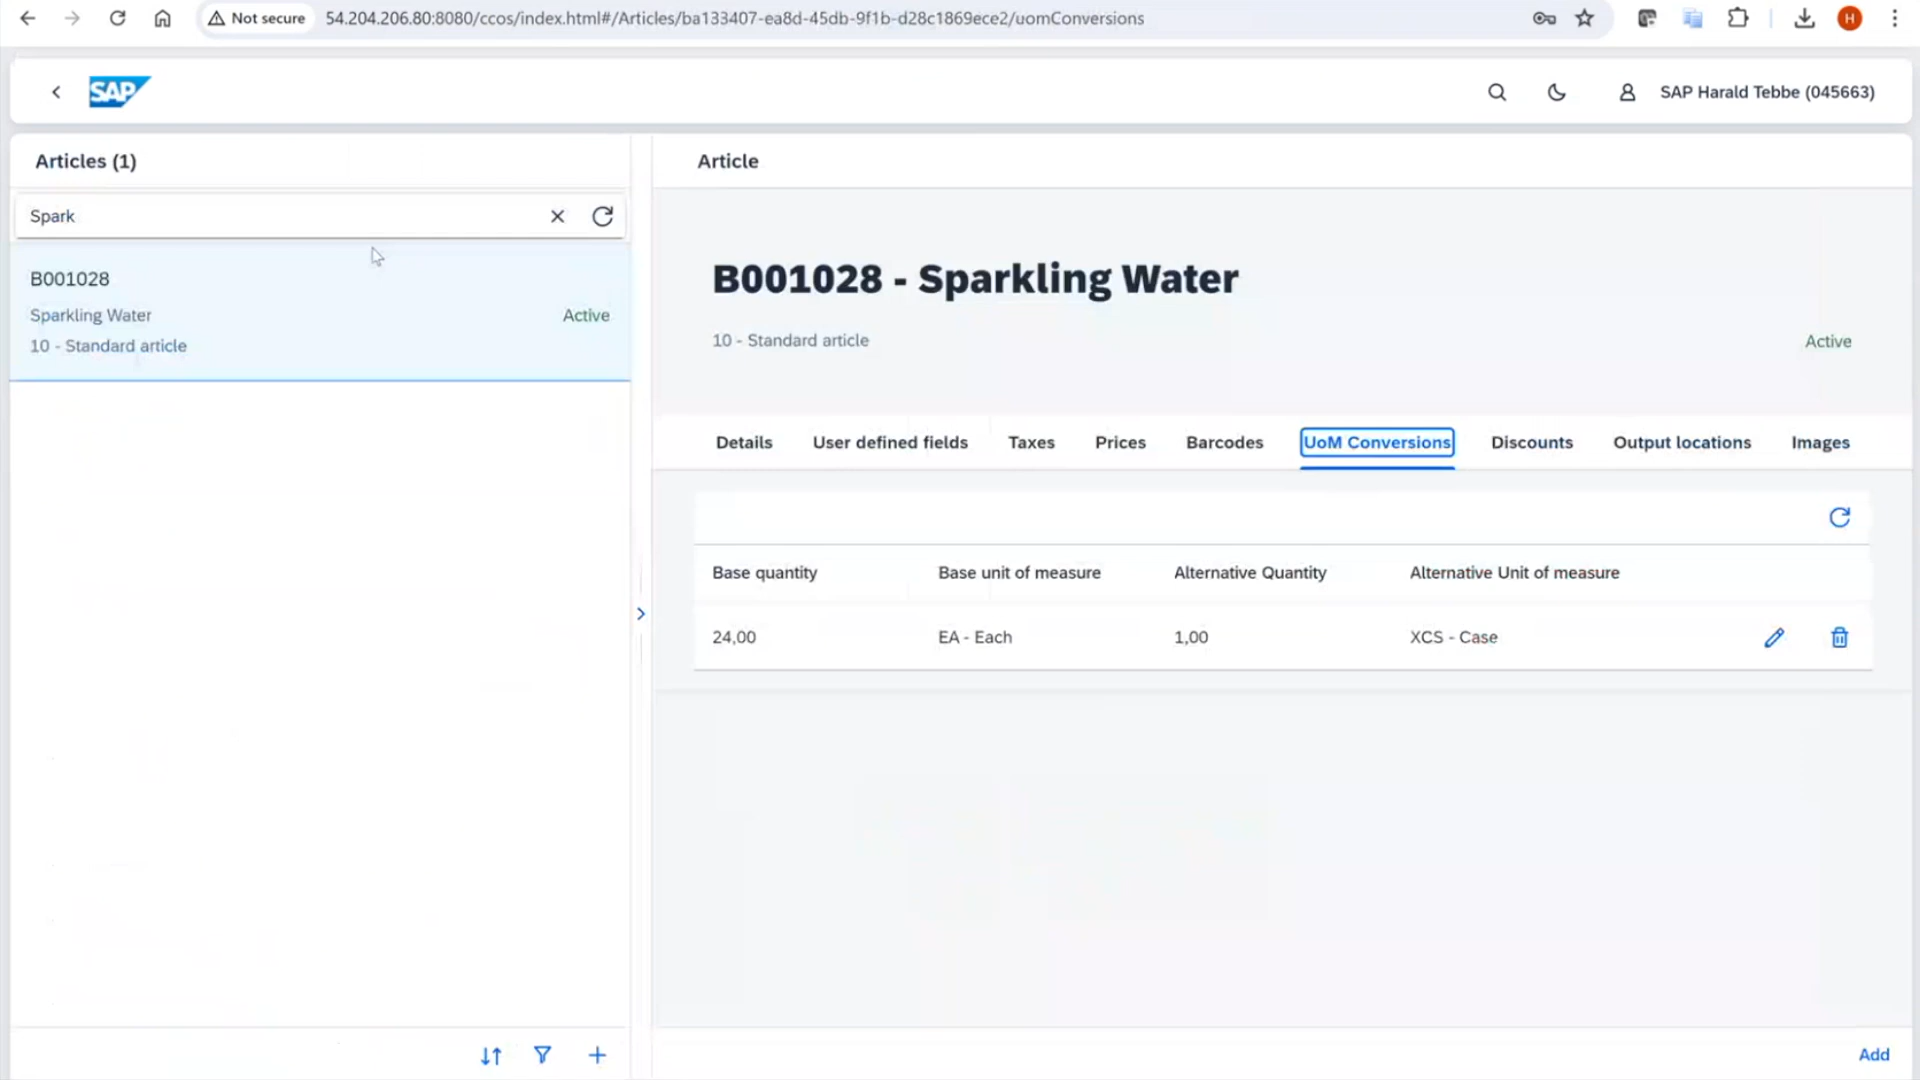 Not secure
54.204.206.80:8080/ccos/index.html#/Articles/ba133407-ea8d-45db-9f1b-d28c1869ece2/uomConversions
H
SAP
SAP Harald Tebbe (045663)
Articles (1)
Spark
B001028
Sparkling Water
Active
10 - Standard article
Article
B001028 - Sparkling Water
10 - Standard article
Active
Details User defined fields Taxes Prices Barcodes UoM Conversions Discounts Output locations Images
Base quantity Base unit of measure Alternative Quantity Alternative Unit of measure
24,00 EA - Each 1,00 XCS - Case
Add